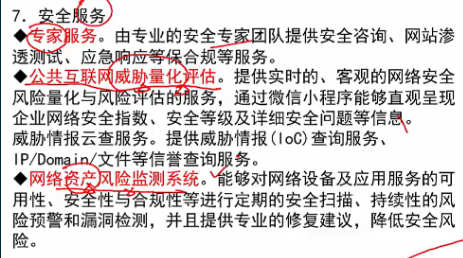 7. 安全服务
◆专家服务。由专业的安全专家团队提供安全咨询、网站渗
透测试、应急响应等保合规等服务。
◆公共互联网威胁量化评估。提供实时的、客观的网络安全
风险量化与风险评估的服务，通过微信小程序能够直观呈现
企业网络安全指数、安全等级及详细安全问题等信息。
威胁情报云查服务。提供威胁情报(IoC)查询服务、
IP/Domain/文件等信誉查询服务。
◆网络资产风险监测系统。能够对网络设备及应用服务的可
用性、安全性与合规性等进行定期的安全扫描、持续性的风
险预警和漏洞检测，并且提供专业的修复建议，降低安全风
险。